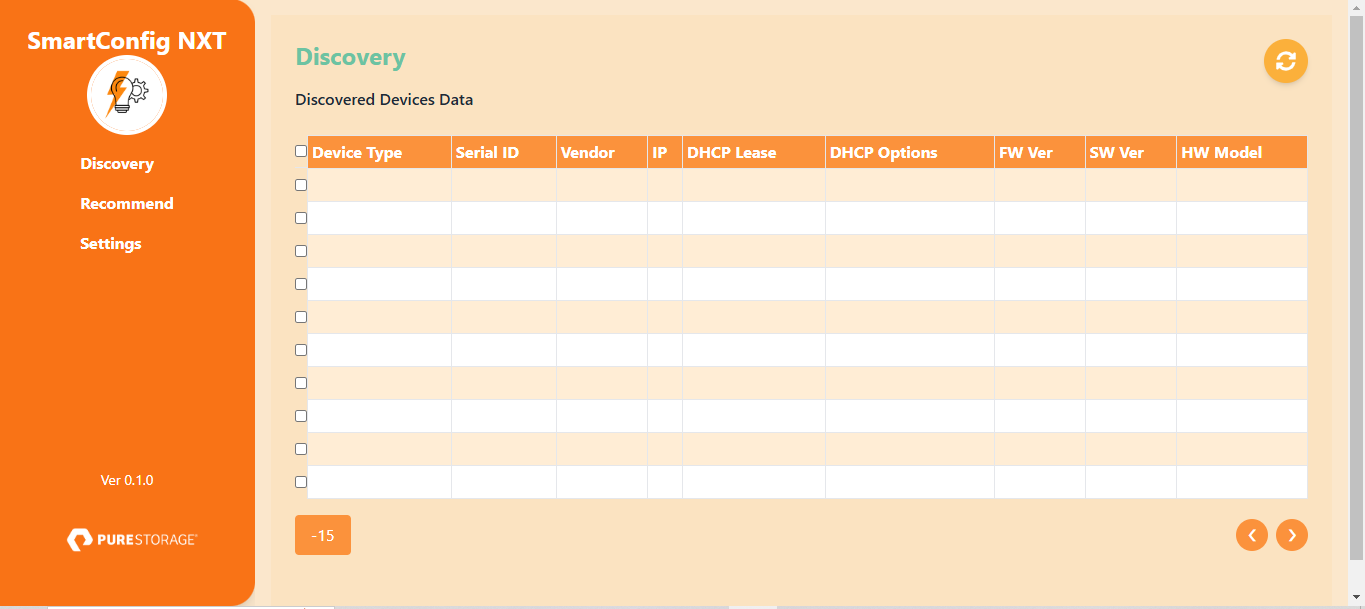 SmartConfig NXT
Discovery
Recommend
Settings
Ver 0.1.0
PURESTORAGE®
Discovery
Discovered Devices Data
Device Type Serial ID Vendor IP DHCP Lease DHCP Options FW Ver SW Ver HW Model
-15